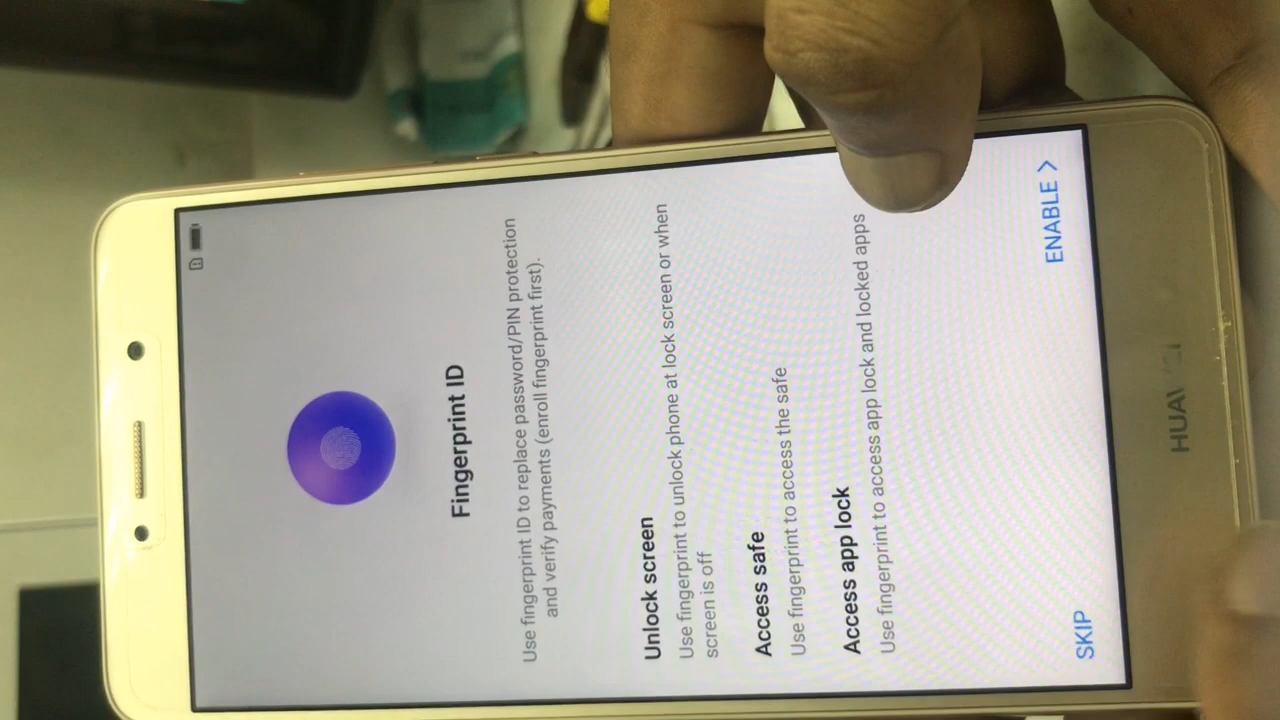 Fingerprint ID
Use fingerprint ID to replace password/PIN protection
and verify payments (enroll fingerprint first).
Unlock screen
Use fingerprint to unlock phone at lock screen or when
screen is off
Access safe
Use fingerprint to access the safe
Access app lock
Use fingerprint to access app lock and locked apps
SKIP
ENABLE >